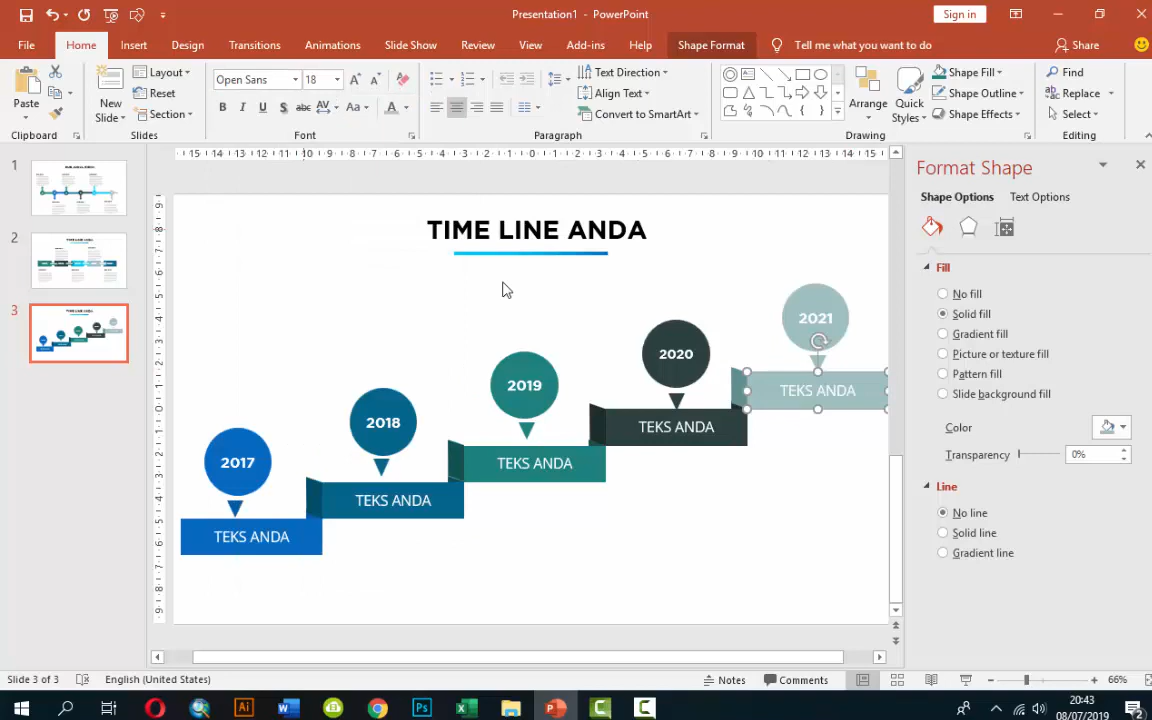 Presentation1 - PowerPoint
Sign in
File Home Insert Design Transitions Animations Slide Show Review View Add-ins Help Shape Format Tell me what you want to do Share
Paste
Clipboard
New Slide
Layout
Reset
Section
Slides
Open Sans 18
B I U S abc AV Aa A
Font
Text Direction
Align Text
Convert to SmartArt
Paragraph
Arrange
Quick Styles
Shape Fill
Shape Outline
Shape Effects
Drawing
Find
Replace
Select
Editing
1
2
3
TIME LINE ANDA
2021
TEKS ANDA
2020
TEKS ANDA
2019
TEKS ANDA
2018
TEKS ANDA
2017
TEKS ANDA
Format Shape
Shape Options Text Options
Fill
No fill
Solid fill
Gradient fill
Picture or texture fill
Pattern fill
Slide background fill
Color
Transparency 0%
Line
No line
Solid line
Gradient line
Slide 3 of 3 English (United States) Notes Comments 66%
20:43
08/07/2019